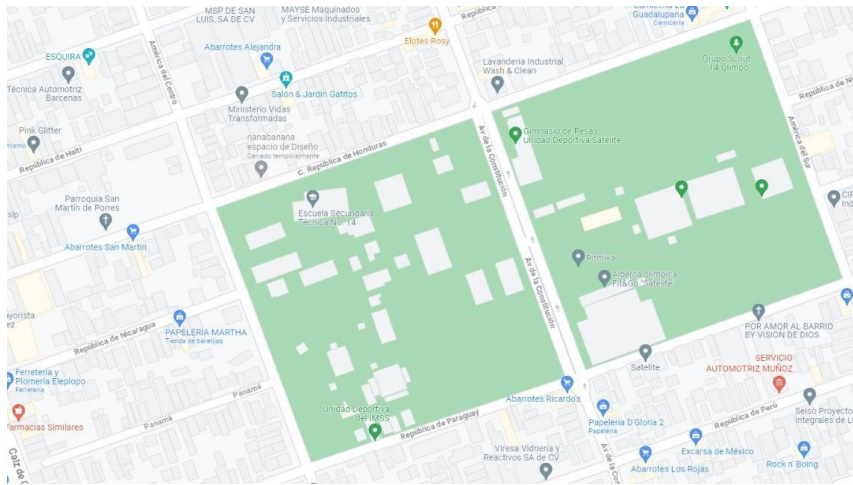 MSP DE SAN
LUIS, SA DE CV
MAYSE Maquinados
y Servicios Industriales
República de
Guadalupana
Carnicería
Elotes Rosy
ESQUIRA
América del Centro
Abarrotes Alejandra
Lavandería Industrial
Wash & Clean
Grupo Scout
14 Olimpo
Técnica Automotriz
Barcenas
Salón & Jardín Gatitos
República de
Ministerio Vidas
Transformadas
Pink Glitter
nanabanana
espacio de Diseño
Cerrado temporalmente
Gimnasio de Pesas
Unidad Deportiva Satelite
América del Sur
República de Haití
C. República de Honduras
Av de la Constitución
Parroquia San
Martín de Porres
Escuela Secundaria
Técnica No. 14
Abarrotes San Martín
Ritmika
Alberca olímpica
Fit&Go "Satelite"
Av de la Constitución
República de Nicaragua
PAPELERIA MARTHA
Tienda de baratijas
POR AMOR AL BARRIO
BY VISION DE DIOS
Satelite
SERVICIO
AUTOMOTRIZ MUÑOZ
Ferretería y
Plomería Eleplopo
Ferretería
Panamá
Panamá
Abarrotes Ricardo's
Unidad Deportiva
del IMSS
República de Paraguay
Papeleria D'Gloria 2
Papelería
República de Perú
Seiso Proyecto
Farmacias Similares
Viresa Vidrieria y
Reactivos SA de CV
Av de la
Excarsa de México
Abarrotes Los Rojas
Rock n' Boing